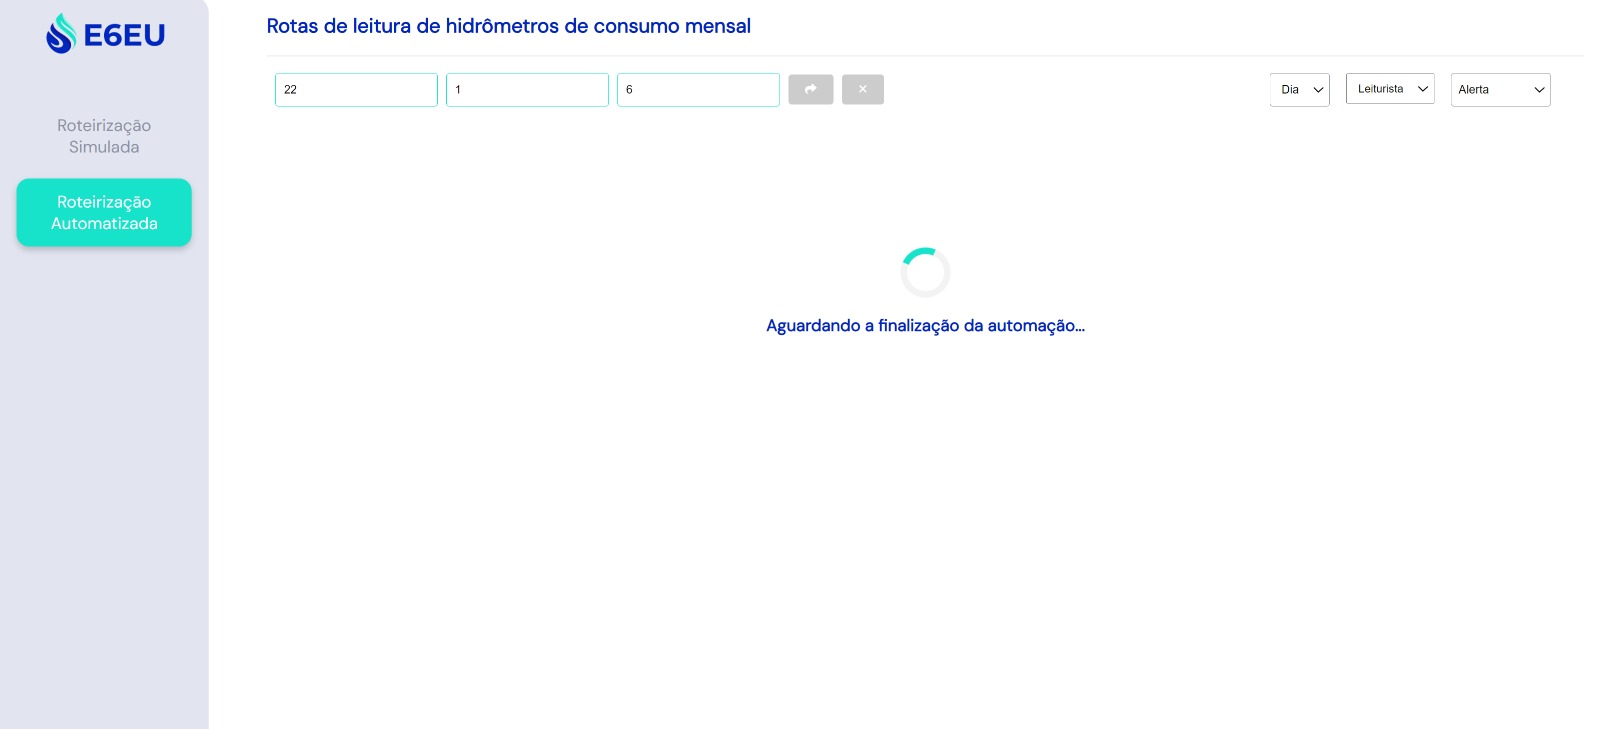 E6EU
Roteirização
Simulada
Roteirização
Automatizada
Rotas de leitura de hidrômetros de consumo mensal
22
1
6
Dia
Leiturista
Alerta
Aguardando a finalização da automação...